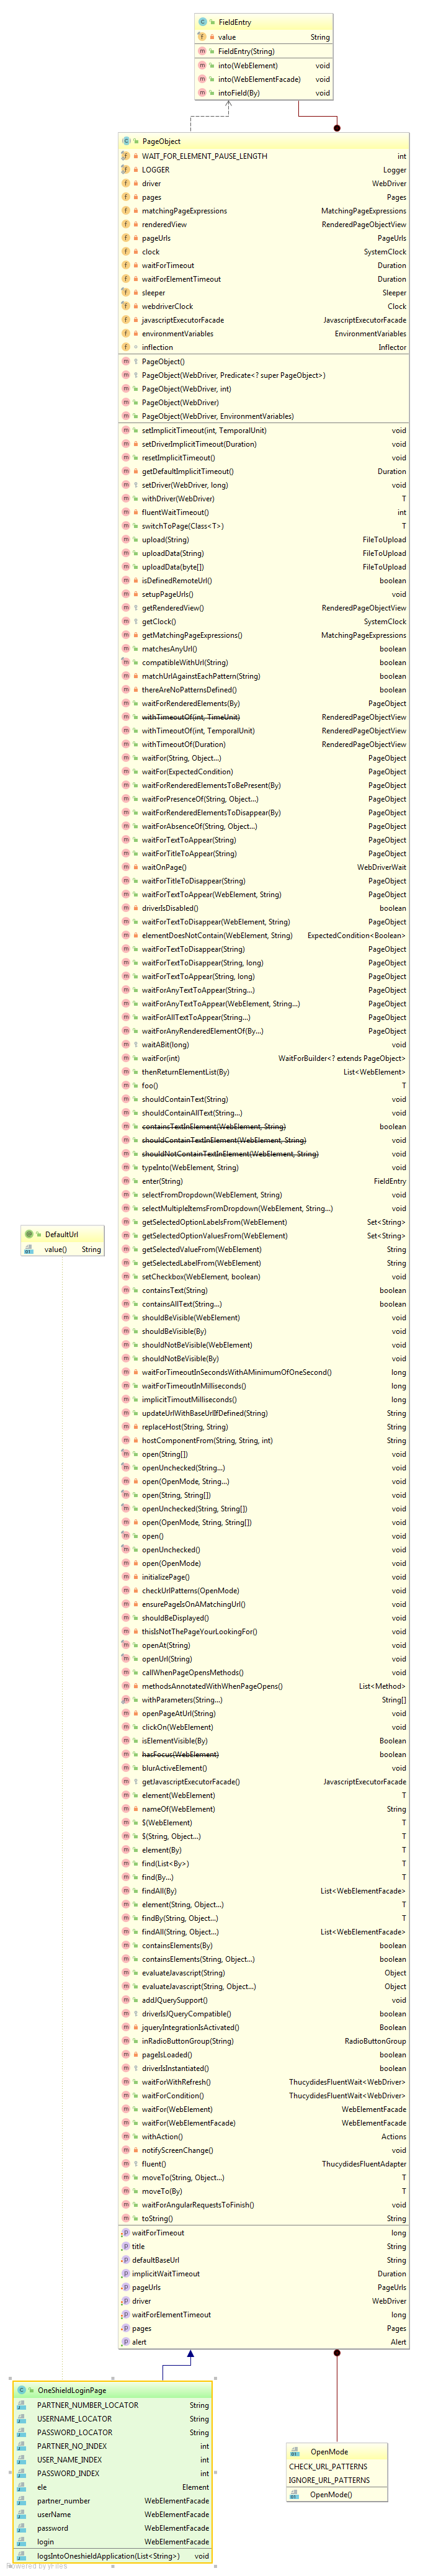 FieldEntry
value String
FieldEntry(String)
into(WebElement) void
into(WebElementFacade) void
intoField(By) void
PageObject
WAIT_FOR_ELEMENT_PAUSE_LENGTH int
LOGGER Logger
driver WebDriver
pages Pages
matchingPageExpressions MatchingPageExpressions
renderedView RenderedPageObjectView
pageUrls PageUrls
clock SystemClock
waitForTimeout Duration
waitForElementTimeout Duration
sleeper Sleeper
webdriverClock Clock
javascriptExecutorFacade JavascriptExecutorFacade
environmentVariables EnvironmentVariables
inflection Inflector
PageObject()
PageObject(WebDriver, Predicate<? super PageObject>)
PageObject(WebDriver, int)
PageObject(WebDriver)
PageObject(WebDriver, EnvironmentVariables)
setImplicitTimeout(int, TemporalUnit) void
setDriverImplicitTimeout(Duration) void
resetImplicitTimeout() void
getDefaultImplicitTimeout() Duration
setDriver(WebDriver, long) void
withDriver(WebDriver) T
fluentWaitTimeout() int
switchToPage(Class<T>) T
upload(String) FileToUpload
uploadData(String) FileToUpload
uploadData(byte[]) FileToUpload
isDefinedRemoteUrl() boolean
setupPageUrls() void
getRenderedView() RenderedPageObjectView
getClock() SystemClock
getMatchingPageExpressions() MatchingPageExpressions
matchesAnyUrl() boolean
compatibleWithUrl(String) boolean
matchUrlAgainstEachPattern(String) boolean
thereAreNoPatternsDefined() boolean
waitForRenderedElements(By) PageObject
withTimeoutOf(int, TimeUnit) RenderedPageObjectView
withTimeoutOf(int, TemporalUnit) RenderedPageObjectView
withTimeoutOf(Duration) RenderedPageObjectView
waitFor(String, Object...) PageObject
waitFor(ExpectedCondition) PageObject
waitForRenderedElementsToBePresent(By) PageObject
waitForPresenceOf(String, Object...) PageObject
waitForRenderedElementsToDisappear(By) PageObject
waitForAbsenceOf(String, Object...) PageObject
waitForTextToAppear(String) PageObject
waitForTitleToAppear(String) PageObject
waitOnPage() WebDriverWait
waitForTitleToDisappear(String) PageObject
waitForTextToAppear(WebElement, String) PageObject
driverIsDisabled() boolean
waitForTextToDisappear(WebElement, String) PageObject
elementDoesNotContain(WebElement, String) ExpectedCondition<Boolean>
waitForTextToDisappear(String) PageObject
waitForTextToDisappear(String, long) PageObject
waitForTextToAppear(String, long) PageObject
waitForAnyTextToAppear(String...) PageObject
waitForAnyTextToAppear(WebElement, String...) PageObject
waitForAllTextToAppear(String...) PageObject
waitForAnyRenderedElementOf(By...) PageObject
waitABit(long) void
waitFor(int) WaitForBuilder<? extends PageObject>
thenReturnElementList(By) List<WebElement>
foo() T
shouldContainText(String) void
shouldContainAllText(String...) void
containsTextInElement(WebElement, String) boolean
shouldContainTextInElement(WebElement, String) void
shouldNotContainTextInElement(WebElement, String) void
typeInto(WebElement, String) void
enter(String) FieldEntry
selectFromDropdown(WebElement, String) void
selectMultipleItemsFromDropdown(WebElement, String...) void
DefaultUrl
getSelectedOptionLabelsFrom(WebElement) Set<String>
getSelectedOptionValuesFrom(WebElement) Set<String>
value() String
getSelectedValueFrom(WebElement) String
getSelectedLabelFrom(WebElement) String
setCheckbox(WebElement, boolean) void
containsText(String) boolean
containsAllText(String...) boolean
shouldBeVisible(WebElement) void
shouldBeVisible(By) void
shouldNotBeVisible(WebElement) void
shouldNotBeVisible(By) void
waitForTimeoutInSecondsWithAMinimumOfOneSecond() long
waitForTimeoutInMilliseconds() long
implicitTimoutMilliseconds() long
updateUrlWithBaseUrlIfDefined(String) String
replaceHost(String, String) String
hostComponentFrom(String, String, int) String
open(String[]) void
openUnchecked(String...) void
open(OpenMode, String...) void
open(String, String[]) void
openUnchecked(String, String[]) void
open(OpenMode, String, String[]) void
open() void
openUnchecked() void
open(OpenMode) void
initializePage() void
checkUrlPatterns(OpenMode) void
ensurePageIsOnAMatchingUrl() void
shouldBeDisplayed() void
thisIsNotThePageYourLookingFor() void
openAt(String) void
openUrl(String) void
callWhenPageOpensMethods() void
methodsAnnotatedWithWhenPageOpens() List<Method>
withParameters(String...) String[]
openPageAtUrl(String) void
clickOn(WebElement) void
isElementVisible(By) Boolean
hasFocus(WebElement) boolean
blurActiveElement() void
getJavascriptExecutorFacade() JavascriptExecutorFacade
element(WebElement) T
nameOf(WebElement) String
$(WebElement) T
$(String, Object...) T
element(By) T
find(List<By>) T
find(By...) T
findAll(By) List<WebElementFacade>
element(String, Object...) T
findBy(String, Object...) T
findAll(String, Object...) List<WebElementFacade>
containsElements(By) boolean
containsElements(String, Object...) boolean
evaluateJavascript(String) Object
evaluateJavascript(String, Object...) Object
addJQuerySupport() void
driverIsJQueryCompatible() boolean
jqueryIntegrationIsActivated() Boolean
inRadioButtonGroup(String) RadioButtonGroup
pageIsLoaded() boolean
driverIsInstantiated() boolean
waitForWithRefresh() ThucydidesFluentWait<WebDriver>
waitForCondition() ThucydidesFluentWait<WebDriver>
waitFor(WebElement) WebElementFacade
waitFor(WebElementFacade) WebElementFacade
withAction() Actions
notifyScreenChange() void
fluent() ThucydidesFluentAdapter
moveTo(String, Object...) T
moveTo(By) T
waitForAngularRequestsToFinish() void
toString() String
waitForTimeout long
title String
defaultBaseUrl String
implicitWaitTimeout Duration
pageUrls PageUrls
driver WebDriver
waitForElementTimeout long
pages Pages
alert Alert
OneShieldLoginPage
PARTNER_NUMBER_LOCATOR String
USERNAME_LOCATOR String
PASSWORD_LOCATOR String
PARTNER_NO_INDEX int
USER_NAME_INDEX int
PASSWORD_INDEX int
ele Element
partner_number WebElementFacade
userName WebElementFacade
password WebElementFacade
login WebElementFacade
logsIntoOneshieldApplication(List<String>) void
OpenMode
CHECK_URL_PATTERNS
IGNORE_URL_PATTERNS
OpenMode()
Powered by yFiles